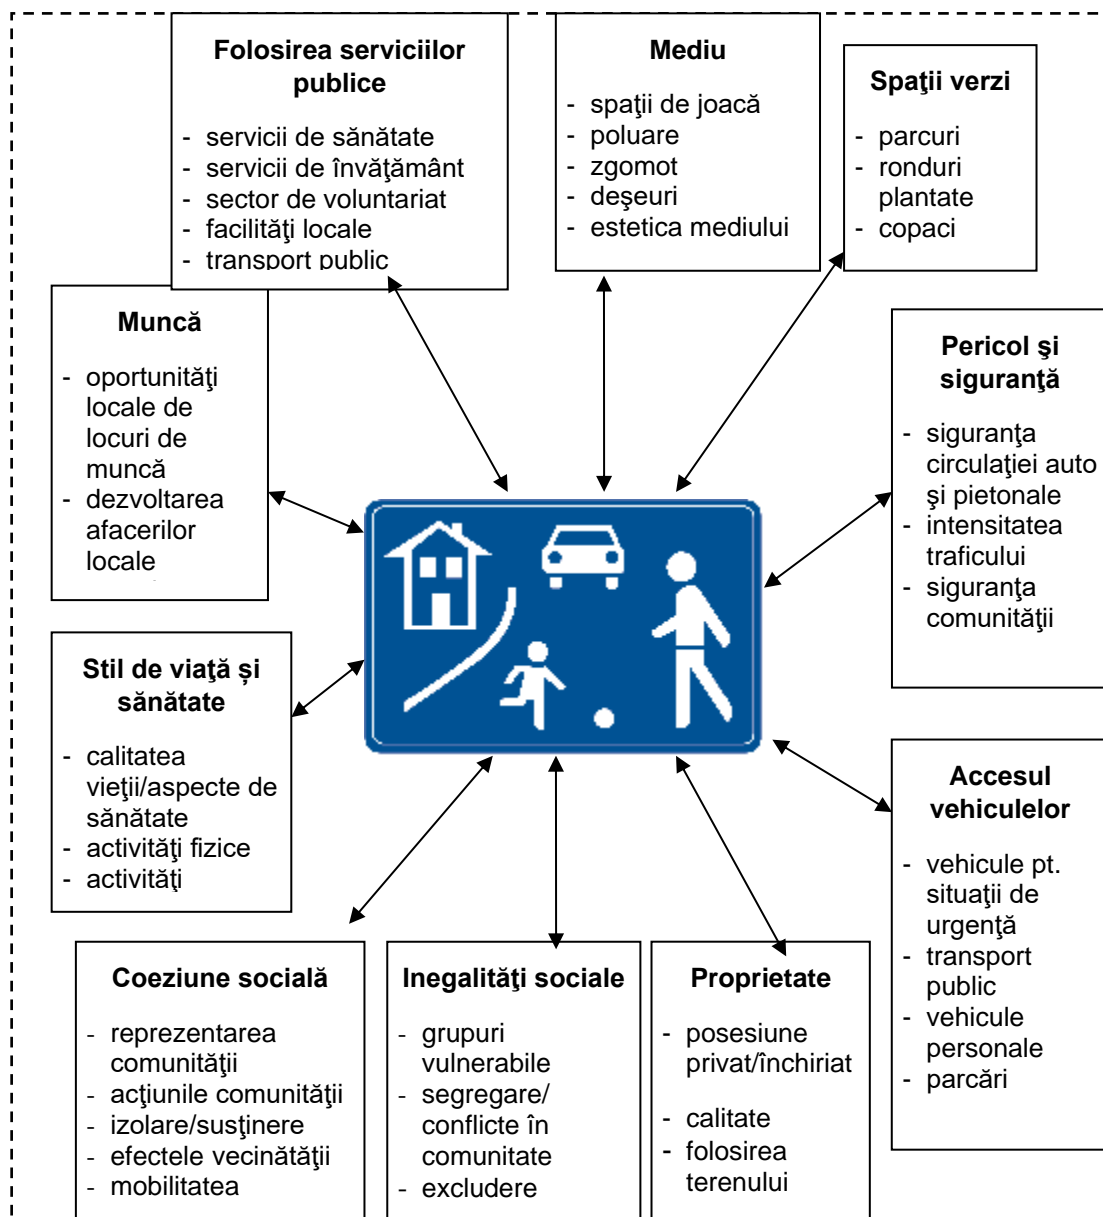 Folosirea serviciilor
publice
- servicii de sănătate
- servicii de învăţământ
- sector de voluntariat
- facilităţi locale
- transport public
Mediu
- spaţii de joacă
- poluare
- zgomot
- deşeuri
- estetica mediului
Spaţii verzi
- parcuri
- ronduri
plantate
- copaci
Muncă
- oportunităţi
locale de
locuri de
muncă
- dezvoltarea
afacerilor
locale
Pericol şi
siguranţă
- siguranţa
circulaţiei auto
şi pietonale
- intensitatea
traficului
- siguranţa
comunităţii
Stil de viaţă și
sănătate
- calitatea
vieţii/aspecte de
sănătate
- activităţi fizice
- activităţi
Accesul
vehiculelor
- vehicule pt.
situaţii de
urgenţă
- transport
public
- vehicule
personale
- parcări
Coeziune socială
- reprezentarea
comunităţii
- acţiunile comunităţii
- izolare/susţinere
- efectele vecinătăţii
- mobilitatea
Inegalităţi sociale
- grupuri
vulnerabile
- segregare/
conflicte în
comunitate
- excludere
Proprietate
- posesiune
privat/închiriat
- calitate
- folosirea
terenului